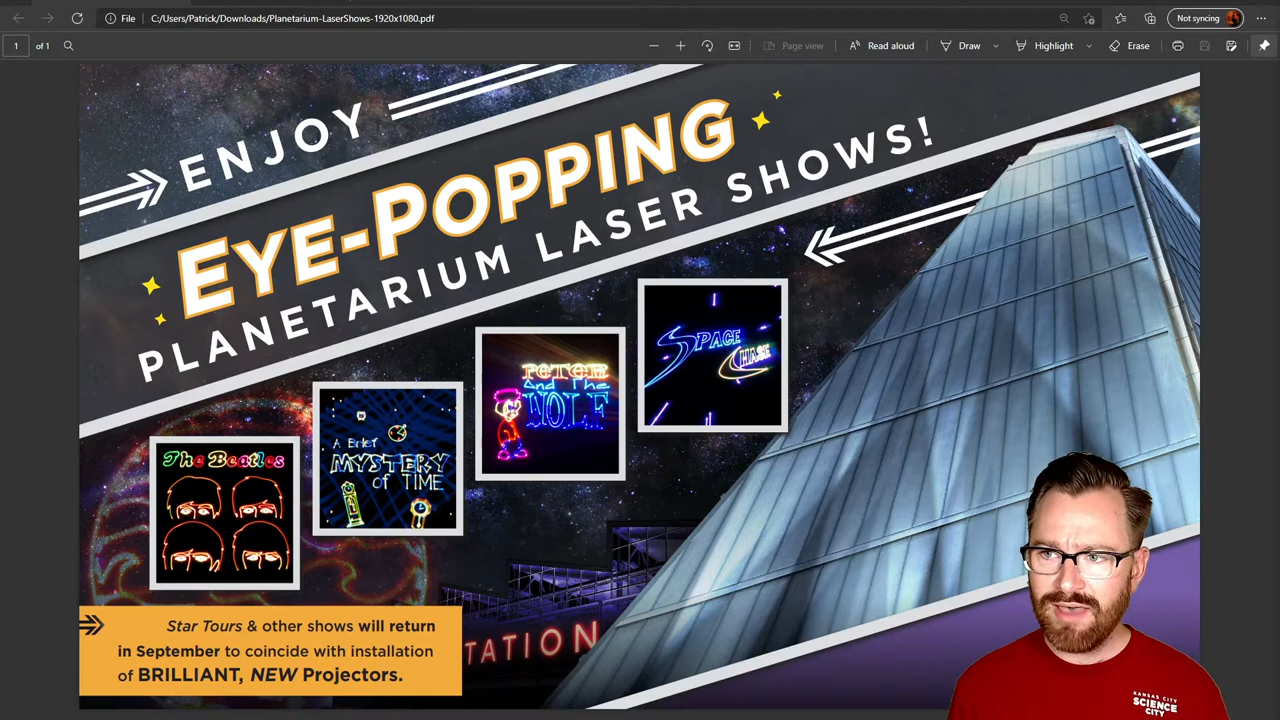 File
C:/Users/Patrick/Downloads/Planetarium-LaserShows-1920x1080.pdf
Not syncing
1 of 1
Page view
Read aloud
Draw
Highlight
Erase
ENJOY
EYE-POPPING
PLANETARIUM LASER SHOWS!
SPACE
CHASE
PETER
And The
WOLF
A Brief
MYSTERY
of TIME
The Beatles
Star Tours & other shows will return
in September to coincide with installation
of BRILLIANT, NEW Projectors.
TATION
KANSAS CITY
SCIENCE
CITY